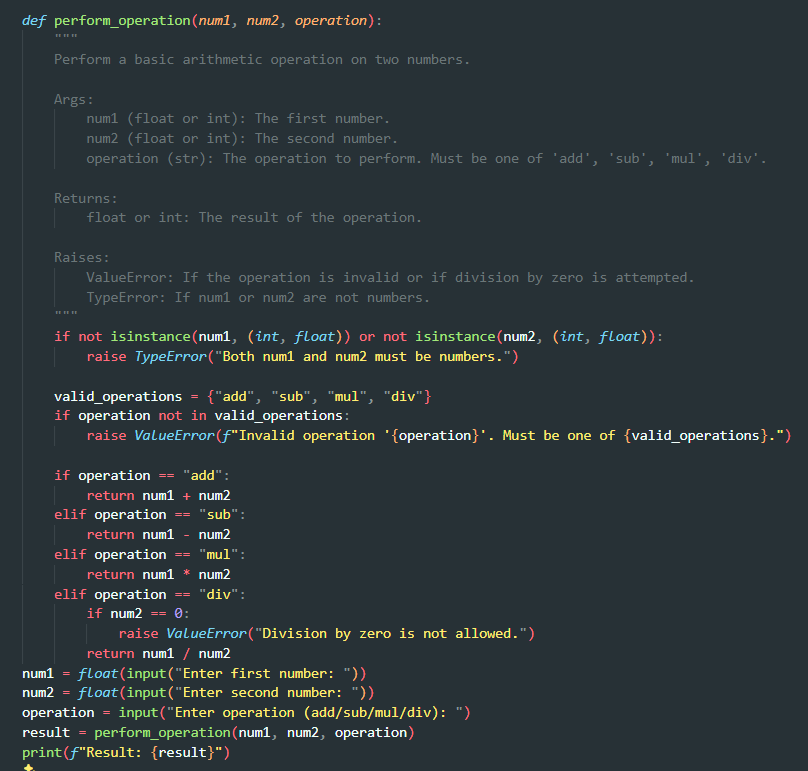 def perform_operation(num1, num2, operation):
    """
    Perform a basic arithmetic operation on two numbers.

    Args:
        num1 (float or int): The first number.
        num2 (float or int): The second number.
        operation (str): The operation to perform. Must be one of 'add', 'sub', 'mul', 'div'.

    Returns:
        float or int: The result of the operation.

    Raises:
        ValueError: If the operation is invalid or if division by zero is attempted.
        TypeError: If num1 or num2 are not numbers.
    """
    if not isinstance(num1, (int, float)) or not isinstance(num2, (int, float)):
        raise TypeError("Both num1 and num2 must be numbers.")

    valid_operations = {"add", "sub", "mul", "div"}
    if operation not in valid_operations:
        raise ValueError(f"Invalid operation '{operation}'. Must be one of {valid_operations}.")

    if operation == "add":
        return num1 + num2
    elif operation == "sub":
        return num1 - num2
    elif operation == "mul":
        return num1 * num2
    elif operation == "div":
        if num2 == 0:
            raise ValueError("Division by zero is not allowed.")
        return num1 / num2
num1 = float(input("Enter first number: "))
num2 = float(input("Enter second number: "))
operation = input("Enter operation (add/sub/mul/div): ")
result = perform_operation(num1, num2, operation)
print(f"Result: {result}")